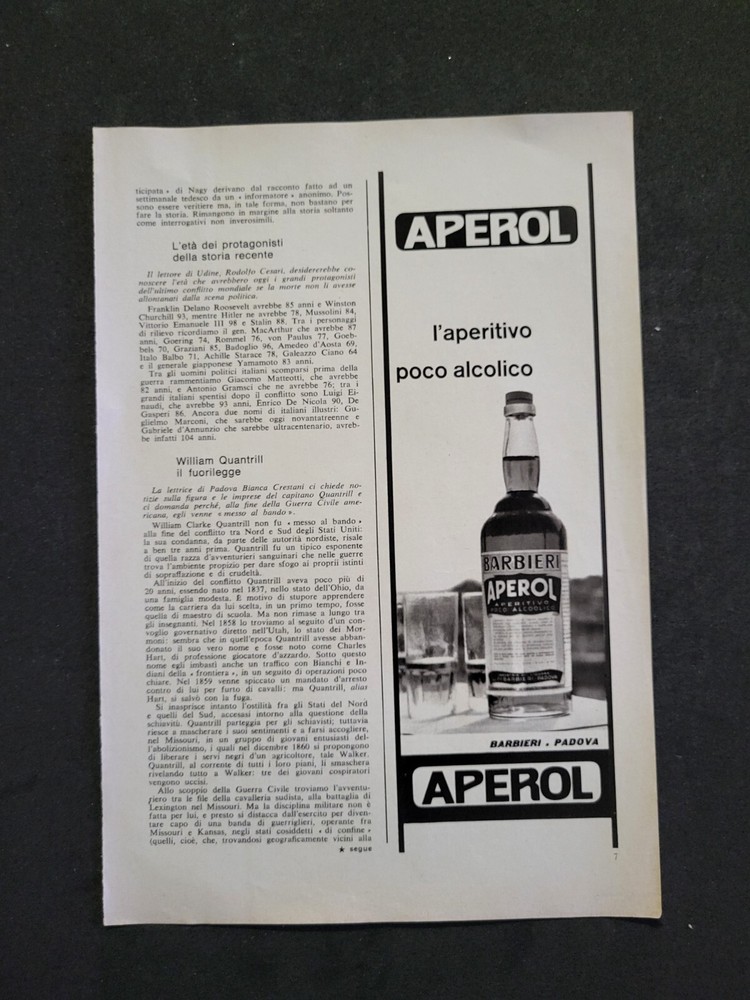 ticipata » di Nagy derivano dal racconto fatto ad un
settimanale tedesco da un « informatore » anonimo. Pos-
sono essere veritiere ma, in tale forma, non bastano per
fare la storia. Rimangono in margine alla storia soltanto
come interrogativi non inverosimili.
L'età dei protagonisti
della storia recente
Il lettore di Udine, Rodolfo Cesari, desidererebbe co-
noscere l'età che avrebbero oggi i grandi protagonisti
dell'ultimo conflitto mondiale se la morte non li avesse
allontanati dalla scena politica.
Franklin Delano Roosevelt avrebbe 85 anni e Winston
Churchill 93, mentre Hitler ne avrebbe 78, Mussolini 84,
Vittorio Emanuele III 98 e Stalin 88. Tra i personaggi
di rilievo ricordiamo il gen. MacArthur che avrebbe 87
anni, Goering 74, Rommel 76, von Paulus 77, Goeb-
bels 70, Graziani 85, Badoglio 96, Amedeo d'Aosta 69,
Italo Balbo 71, Achille Starace 78, Galeazzo Ciano 64
e il generale giapponese Yamamoto 83 anni.
Tra gli uomini politici italiani scomparsi prima della
guerra rammentiamo Giacomo Matteotti, che avrebbe
82 anni, e Antonio Gramsci che ne avrebbe 76; tra i
grandi italiani spentisi dopo il conflitto sono Luigi Ei-
naudi, che avrebbe 93 anni, Enrico De Nicola 90, De
Gasperi 86. Ancora due nomi di italiani illustri: Gu-
glielmo Marconi, che sarebbe oggi novantatreenne e
Gabriele d'Annunzio che sarebbe ultracentenario, avreb-
be infatti 104 anni.
William Quantrill
il fuorilegge
La lettrice di Padova Bianca Crestani ci chiede no-
tizie sulla figura e le imprese del capitano Quantrill e
ci domanda perché, alla fine della Guerra Civile ame-
ricana, egli venne « messo al bando ».
William Clarke Quantrill non fu « messo al bando »
alla fine del conflitto tra Nord e Sud degli Stati Uniti:
la sua condanna, da parte delle autorità nordiste, risale
a ben tre anni prima. Quantrill fu un tipico esponente
di quella razza d'avventurieri sanguinari che nelle guerre
trova l'ambiente propizio per dare sfogo ai propri istinti
di sopraffazione e di crudeltà.
All'inizio del conflitto Quantrill aveva poco più di
20 anni, essendo nato nel 1837, nello stato dell'Ohio, da
una famiglia modesta. È motivo di stupore apprendere
come la carriera da lui scelta, in un primo tempo, fosse
quella di maestro di scuola. Ma non rimase a lungo tra
gli insegnanti. Nel 1858 lo troviamo al seguito d'un con-
voglio governativo diretto nell'Utah, lo stato dei Mor-
moni: sembra che in quell'epoca Quantrill avesse abban-
donato il suo vero nome e fosse noto come Charles
Hart, di professione giocatore d'azzardo. Sotto questo
nome egli imbastì anche un traffico con Bianchi e In-
diani della « frontiera », in un seguito di operazioni poco
chiare. Nel 1859 venne spiccato un mandato d'arresto
contro di lui per furto di cavalli: ma Quantrill, alias
Hart, si salvò con la fuga.
Si inasprisce intanto l'ostilità fra gli Stati del Nord
e quelli del Sud, accesasi intorno alla questione della
schiavitù. Quantrill parteggia per gli schiavisti; tuttavia
riesce a mascherare i suoi sentimenti e a farsi accogliere,
nel Missouri, in un gruppo di giovani entusiasti del-
l'abolizionismo, i quali nel dicembre 1860 si propongono
di liberare i servi negri d'un agricoltore, tale Walker.
Quantrill, al corrente di tutti i loro piani, li smaschera
rivelando tutto a Walker: tre dei giovani cospiratori
vengono uccisi.
Allo scoppio della Guerra Civile troviamo l'avventu-
riero tra le file della cavalleria sudista, alla battaglia di
Lexington nel Missouri. Ma la disciplina militare non è
fatta per lui, e presto si distacca dall'esercito per diven-
tare capo di una banda di guerriglieri, operante fra
Missouri e Kansas, negli stati cosiddetti « di confine »
(quelli, cioè, che, trovandosi geograficamente vicini alla
★ segue
APEROL
l'aperitivo
poco alcolico
BARBIERI
APEROL
APERITIVO
POCO ALCOOLICO
BARBIERI . PADOVA
APEROL
7